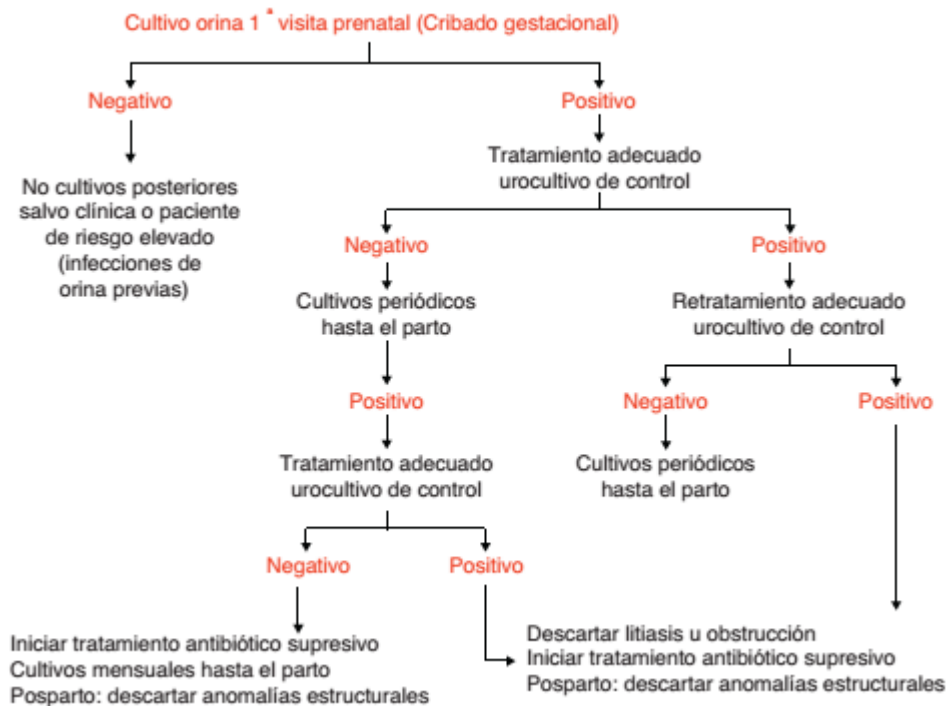 Cultivo orina 1ª visita prenatal (Cribado gestacional)
Negativo
Positivo
No cultivos posteriores
salvo clínica o paciente
de riesgo elevado
(infecciones de
orina previas)
Tratamiento adecuado
urocultivo de control
Negativo
Positivo
Cultivos periódicos
hasta el parto
Retratamiento adecuado
urocultivo de control
Positivo
Negativo
Positivo
Tratamiento adecuado
urocultivo de control
Cultivos periódicos
hasta el parto
Negativo
Positivo
Iniciar tratamiento antibiótico supresivo
Cultivos mensuales hasta el parto
Posparto: descartar anomalías estructurales
Descartar litiasis u obstrucción
Iniciar tratamiento antibiótico supresivo
Posparto: descartar anomalías estructurales